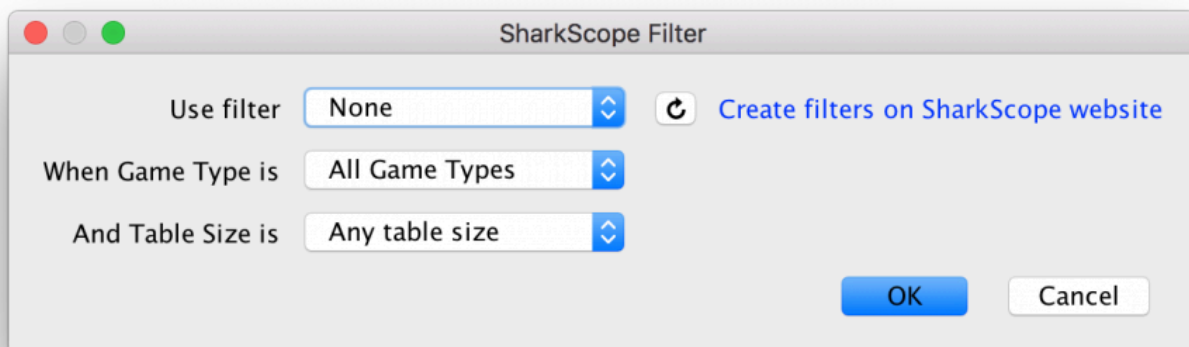 SharkScope Filter
Use filter None Create filters on SharkScope website
When Game Type is All Game Types
And Table Size is Any table size
OK Cancel